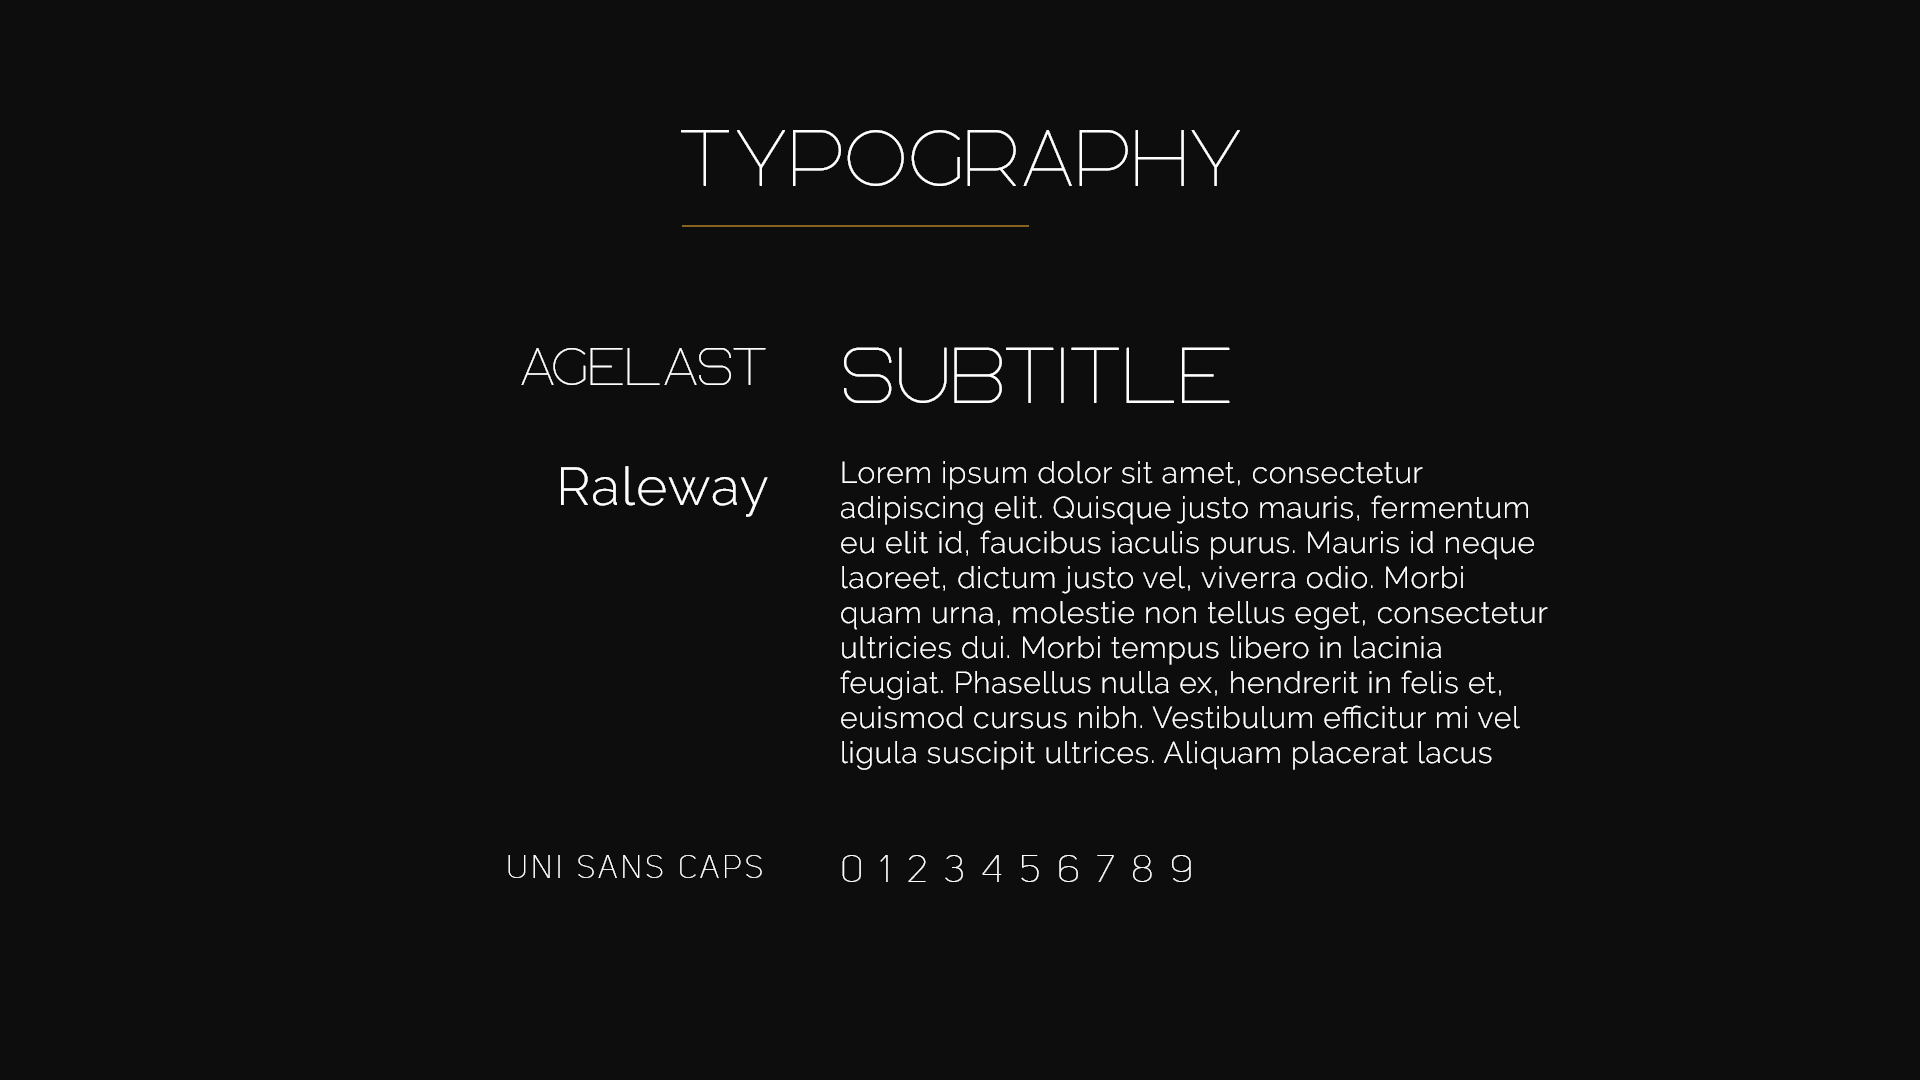 TYPOGRAPHY
AGELAST
SUBTITLE
Raleway
Lorem ipsum dolor sit amet, consectetur
adipiscing elit. Quisque justo mauris, fermentum
eu elit id, faucibus iaculis purus. Mauris id neque
laoreet, dictum justo vel, viverra odio. Morbi
quam urna, molestie non tellus eget, consectetur
ultricies dui. Morbi tempus libero in lacinia
feugiat. Phasellus nulla ex, hendrerit in felis et,
euismod cursus nibh. Vestibulum efficitur mi vel
ligula suscipit ultrices. Aliquam placerat lacus
UNI SANS CAPS
0 1 2 3 4 5 6 7 8 9